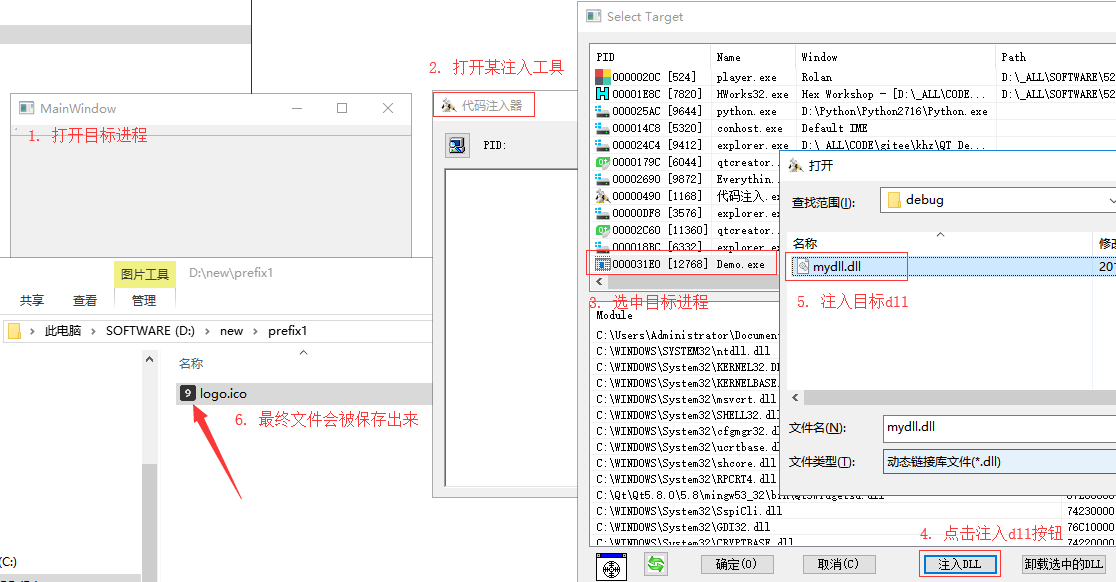 MainWindow
1. 打开目标进程
2. 打开某注入工具
代码注入器
PID:
图片工具
D:\new\prefix1
共享
查看
管理
此电脑 > SOFTWARE (D:) > new > prefix1
名称
logo.ico
6. 最终文件会被保存出来
(C:)
Select Target
PID Name Window Path
0000020C [524] player.exe Rolan D:\_ALL\SOFTWARE\52
00001E8C [7820] HWorks32.exe Hex Workshop - [D:\_ALL\CODE... D:\_ALL\SOFTWARE\52
000025AC [9644] python.exe D:\Python\Python2716\Python.exe
000014C8 [5320] conhost.exe Default IME
000024C4 [9412] explorer.exe D:\_ALL\CODE\gitee\khz\QT_De...
0000179C [6044] qtcreator.
00002690 [9872] Everythin.
00000490 [1168] 代码注入.ex
00000DF8 [3576] explorer.ex
00002C60 [11360] qtcreator.
000018BC [6332] explorer.ex
000031E0 [12768] Demo.exe
3. 选中目标进程
Module
C:\Users\Administrator\Documen
C:\WINDOWS\SYSTEM32\ntdll.dll
C:\WINDOWS\System32\KERNEL32.D
C:\WINDOWS\System32\KERNELBASE.
C:\WINDOWS\System32\msvcrt.dll
C:\WINDOWS\System32\SHELL32.dl
C:\WINDOWS\System32\cfgmgr32.d
C:\WINDOWS\System32\ucrtbase.d
C:\WINDOWS\System32\shcore.dll
C:\WINDOWS\System32\RPCRT4.dll
C:\Qt\Qt5.8.0\5.8\mingw53_32\bin\Qt5Widgetsd.dll
C:\WINDOWS\System32\SspiCli.dll 74230000
C:\WINDOWS\System32\GDI32.dll 76C10000
C:\WINDOWS\System32\CRYPTBASE.dll 74220000
打开
查找范围(I): debug
名称 修改
mydll.dll 201
5. 注入目标dll
文件名(N): mydll.dll
文件类型(T): 动态链接库文件(*.dll)
4. 点击注入dll按钮
确定(O)
取消(C)
注入DLL
卸载选中的DLL